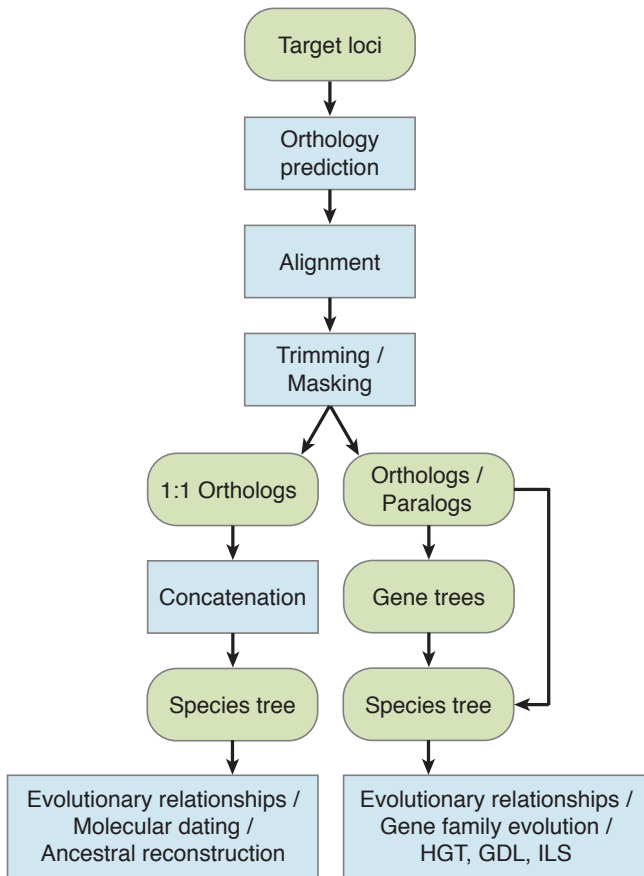 Target loci
Orthology
prediction
Alignment
Trimming /
Masking
1:1 Orthologs
Concatenation
Species tree
Evolutionary relationships /
Molecular dating /
Ancestral reconstruction
Orthologs /
Paralogs
Gene trees
Species tree
Evolutionary relationships /
Gene family evolution /
HGT, GDL, ILS